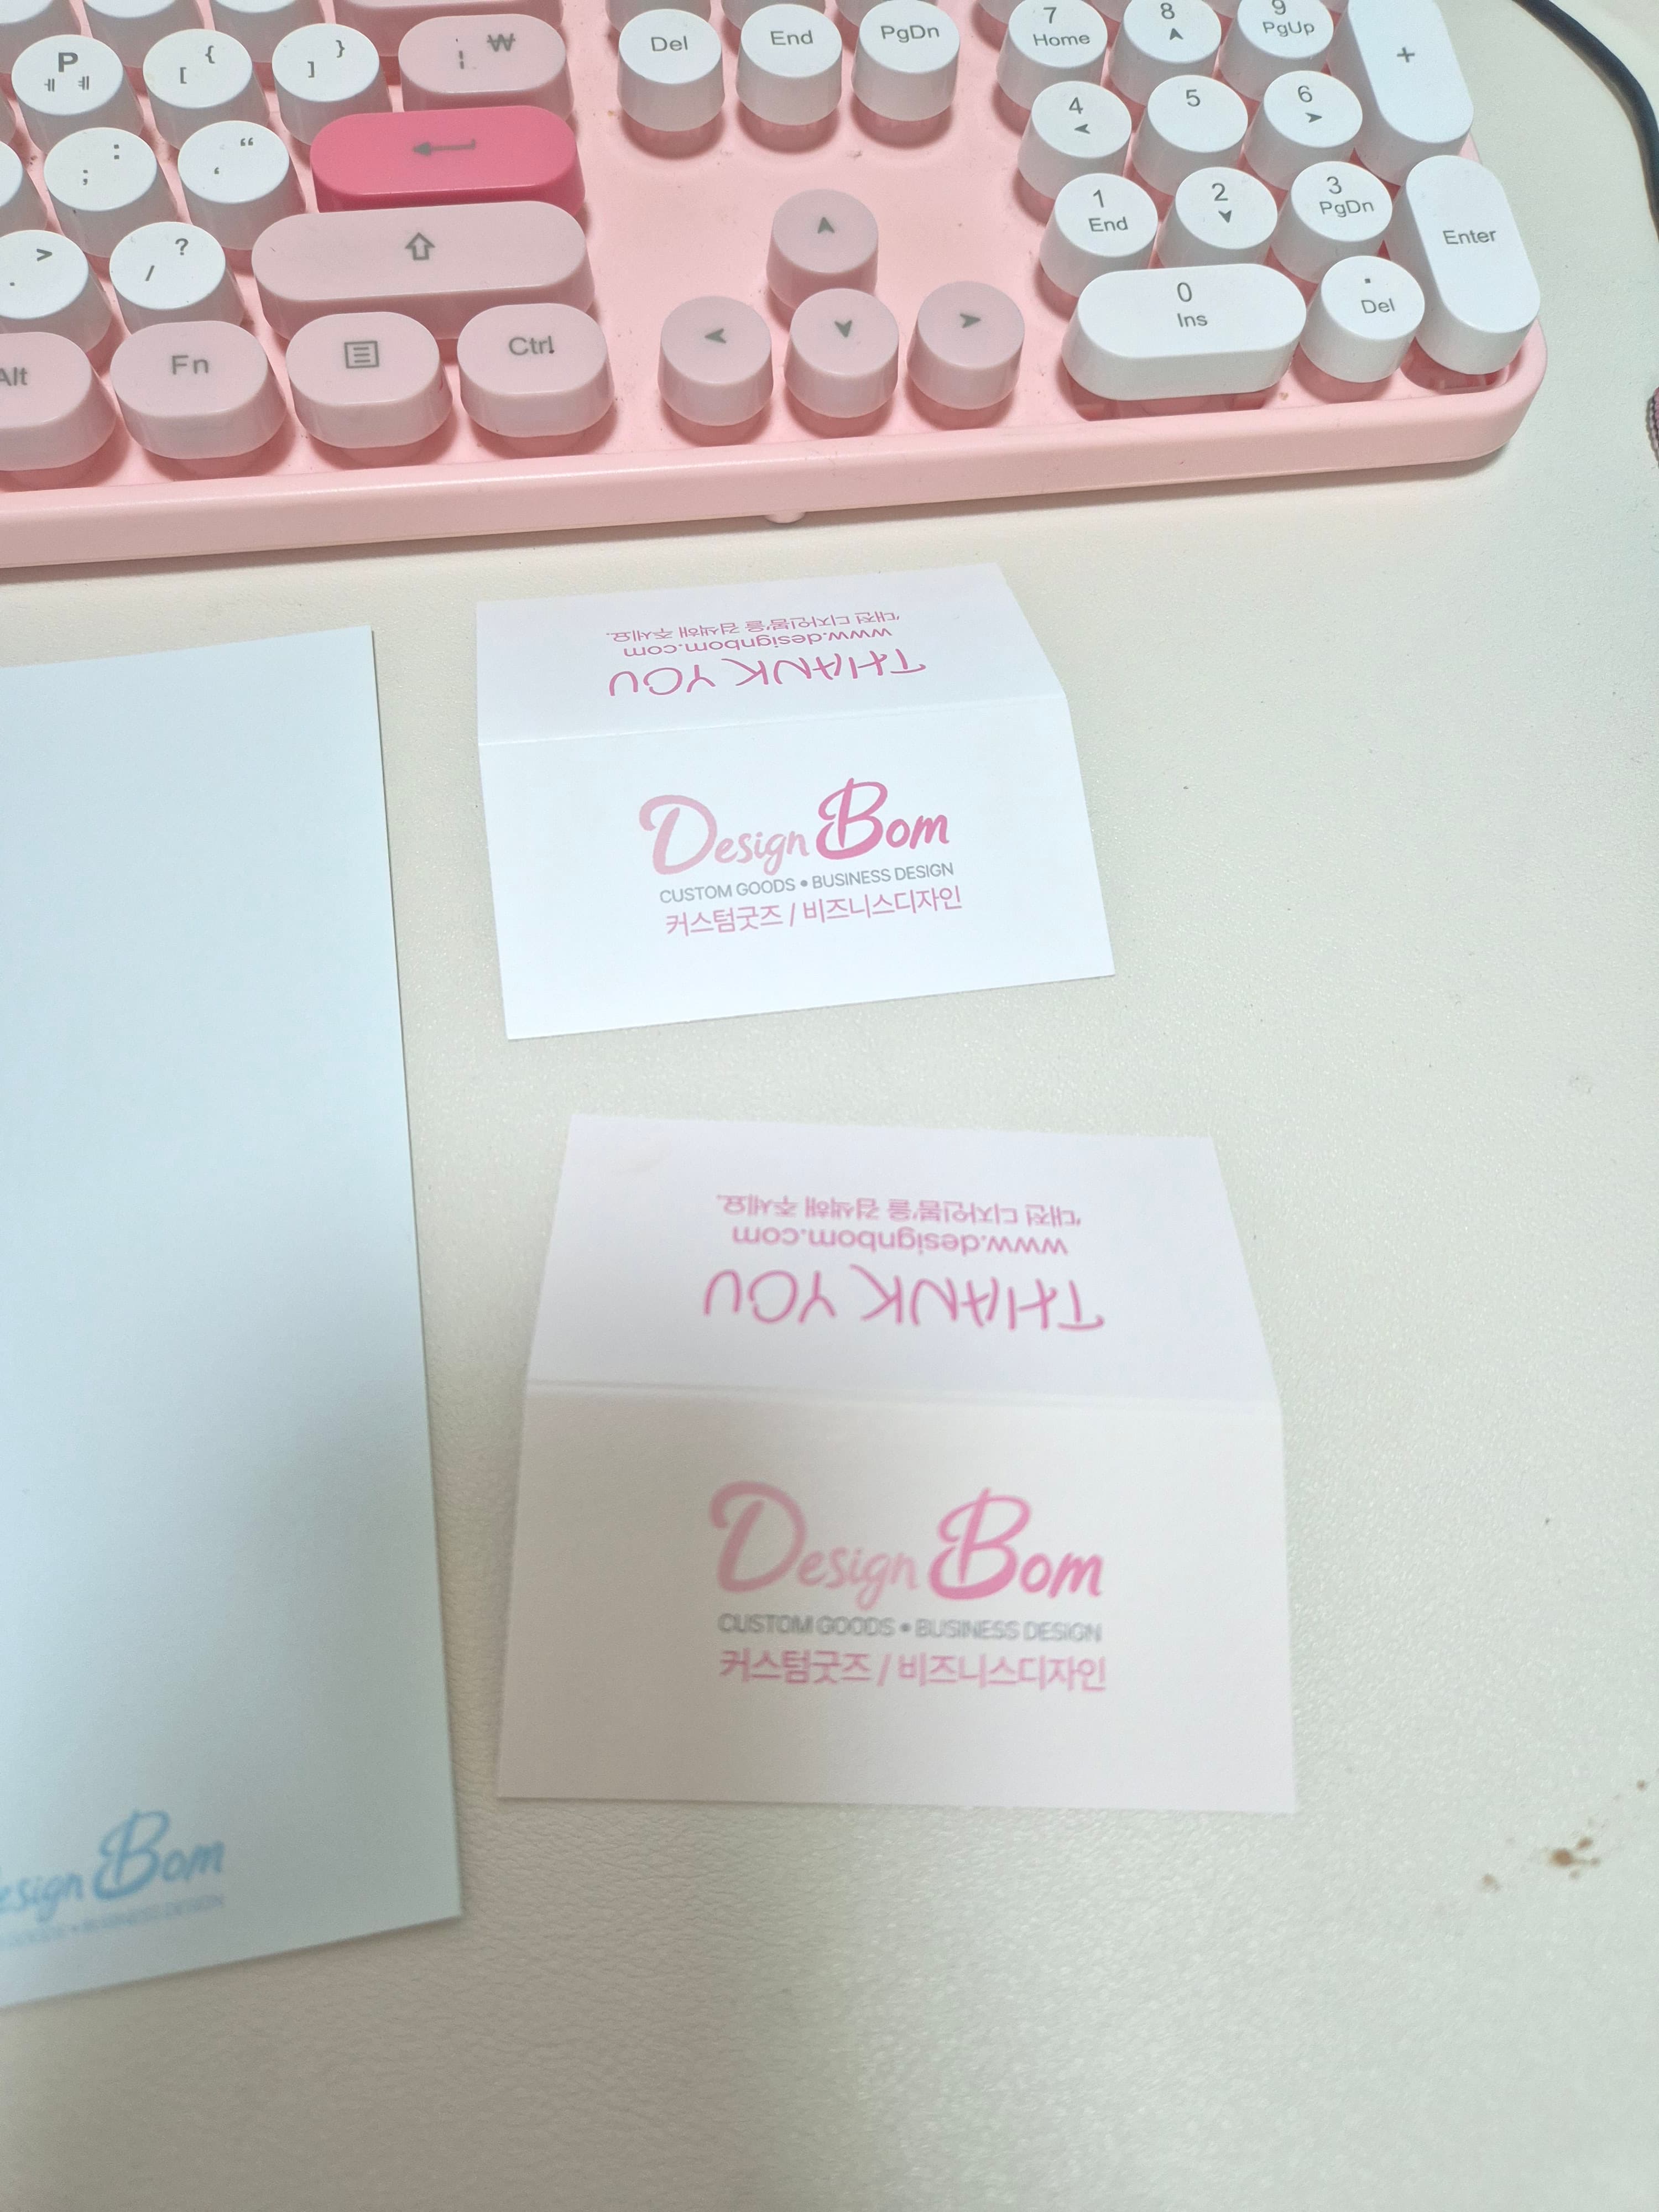 Del End PgDn
7 Home 8 9 PgUp +
P ㅔ ㅖ [ { ] } ¦ ₩
4 5 6
; : ‘ “
1 End 2 3 PgDn Enter
. > / ?
0 Ins . Del
Alt Fn Ctrl
THANK YOU
www.designbom.com
'대전 디자인봄'을 검색해 주세요.
Design Bom
CUSTOM GOODS • BUSINESS DESIGN
커스텀굿즈 / 비즈니스디자인
THANK YOU
www.designbom.com
'대전 디자인봄'을 검색해 주세요.
Design Bom
CUSTOM GOODS • BUSINESS DESIGN
커스텀굿즈 / 비즈니스디자인
esign Bom
GOODS • BUSINESS DESIGN